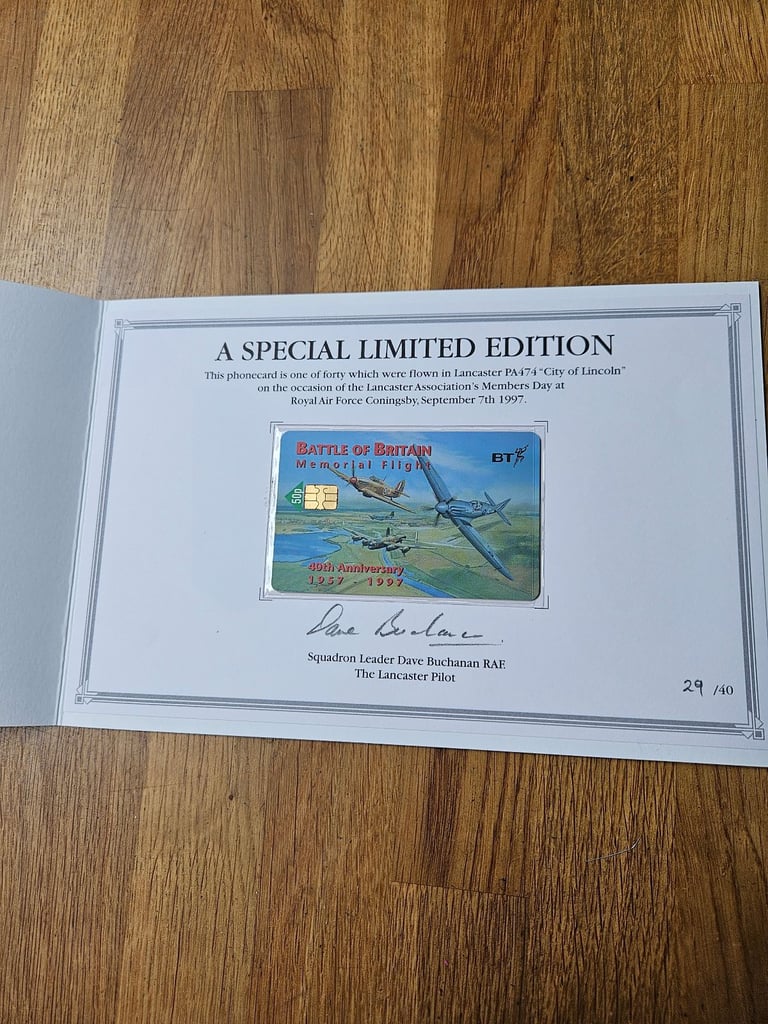 A SPECIAL LIMITED EDITION
This phonecard is one of forty which were flown in Lancaster PA474 “City of Lincoln”
on the occasion of the Lancaster Association's Members Day at
Royal Air Force Coningsby, September 7th 1997.
BATTLE OF BRITAIN
Memorial Flight
BT
50p
40th Anniversary
1957 - 1997
Dave Buchanan
Squadron Leader Dave Buchanan RAF.
The Lancaster Pilot
29 /40